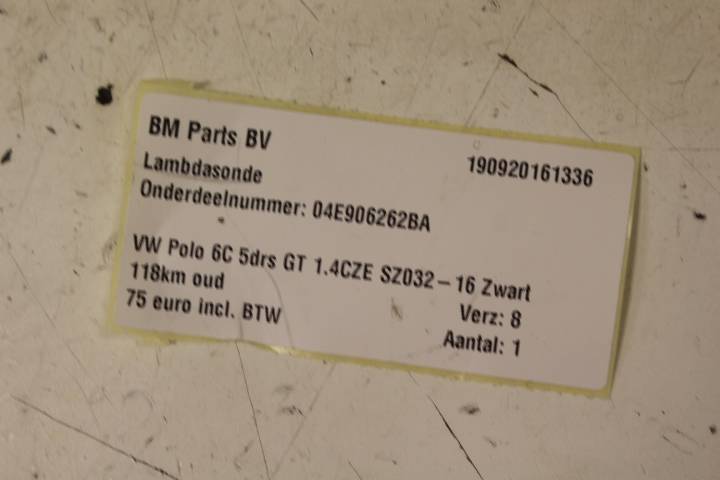 BM Parts BV
190920161336
Lambdasonde
Onderdeelnummer: 04E906262BA
VW Polo 6C 5drs GT 1.4CZE SZ032 – 16 Zwart
118km oud
Verz: 8
75 euro incl. BTW
Aantal: 1